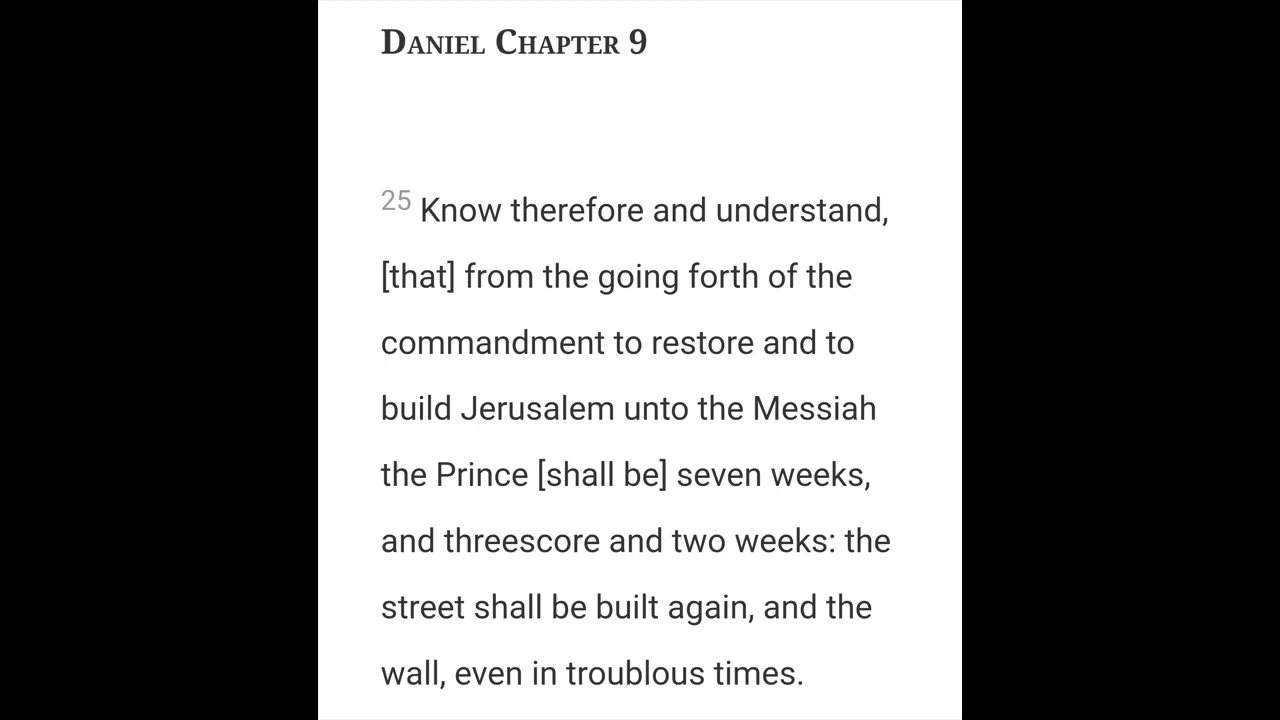 Daniel Chapter 9
25 Know therefore and understand,
[that] from the going forth of the
commandment to restore and to
build Jerusalem unto the Messiah
the Prince [shall be] seven weeks,
and threescore and two weeks: the
street shall be built again, and the
wall, even in troublous times.